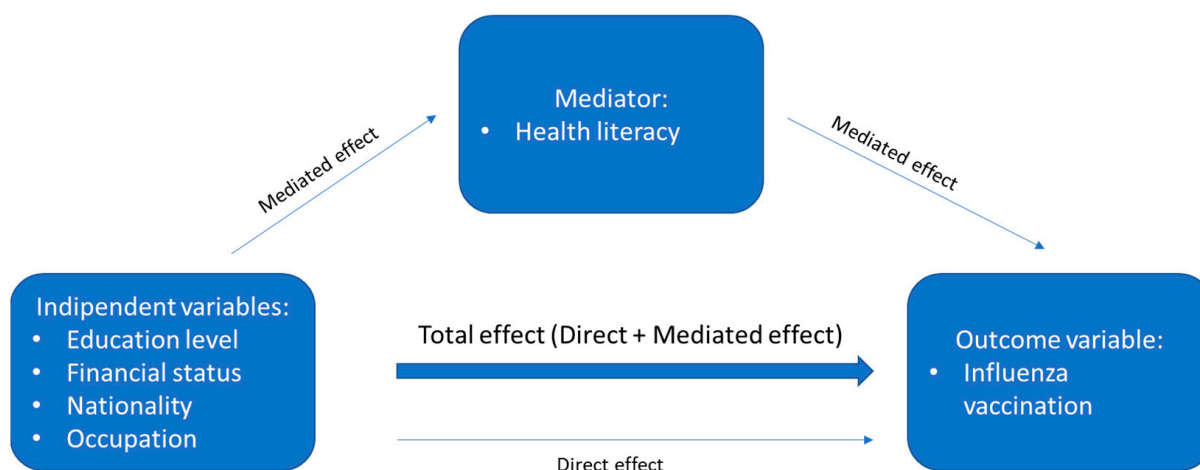 Mediator:
• Health literacy
Mediated effect
Mediated effect
Indipendent variables:
• Education level
• Financial status
• Nationality
• Occupation
Total effect (Direct + Mediated effect)
Direct effect
Outcome variable:
• Influenza
vaccination